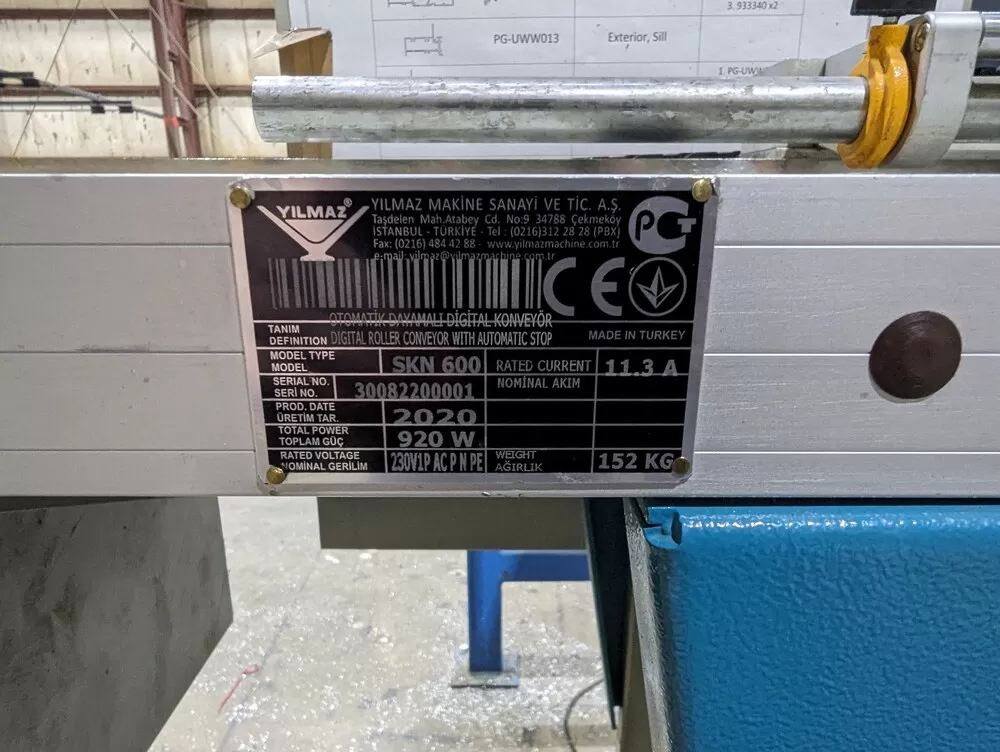 3. 933340 x2
PG-UWW013
Exterior, Sill
YILMAZ®
YILMAZ MAKİNE SANAYİ VE TİC. A.Ş.
Taşdelen Mah.Atabey Cd. No:9 34788 Çekmeköy
İSTANBUL - TÜRKİYE - Tel : (0216)312 28 28 (PBX)
Fax: (0216) 484 42 88 - www.yilmazmachine.com.tr
e-mail: yilmaz@yilmazmachine.com.tr
CE
TANIM
OTOMATİK DAYAMALI DİGİTAL KONVEYÖR
DEFINITION
DIGITAL ROLLER CONVEYOR WITH AUTOMATIC STOP
MADE IN TURKEY
MODEL TYPE
MODEL
SKN 600
RATED CURRENT
NOMİNAL AKIM
11.3 A
SERIAL NO.
SERİ NO.
30082200001
PROD. DATE
ÜRETİM TAR.
2020
TOTAL POWER
TOPLAM GÜÇ
920 W
RATED VOLTAGE
NOMİNAL GERİLİM
230V1P AC P N PE
WEIGHT
AĞIRLIK
152 KG